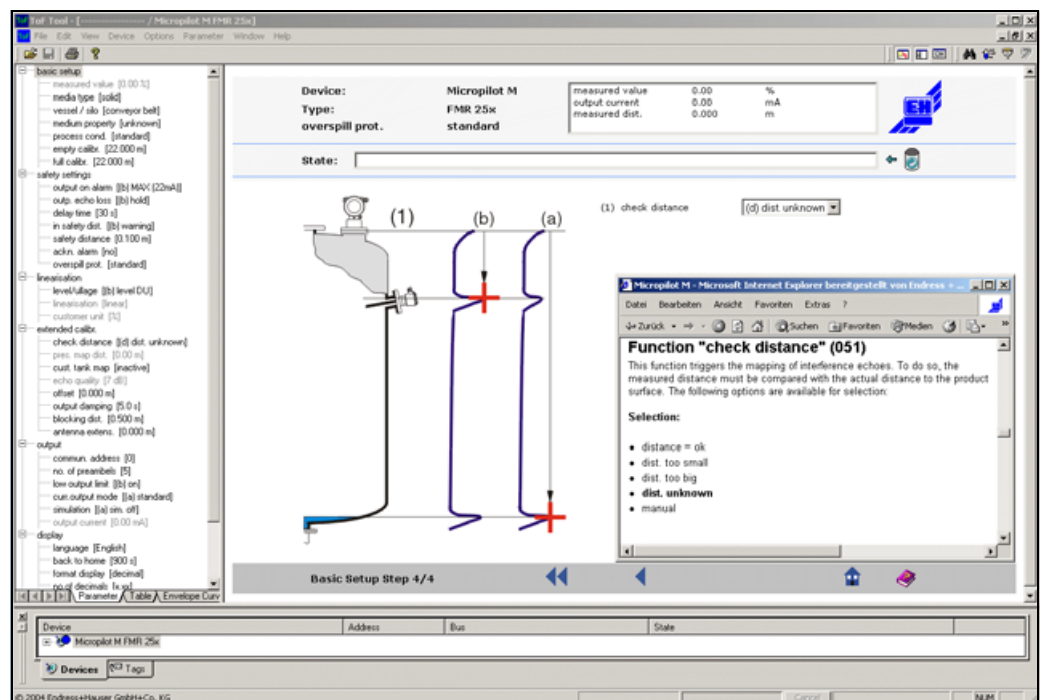 ToF Tool - [---------------- / Micropilot M FMR 25x]
File Edit View Device Options Parameter Window Help
basic setup
measured value [0.00 %]
media type [solid]
vessel / silo [conveyor belt]
medium property [unknown]
process cond. [standard]
empty calibr. [22.000 m]
full calibr. [22.000 m]
safety settings
output on alarm [(b) MAX (22mA)]
outp. echo loss [(b) hold]
delay time [30 s]
in safety dist. [(b) warning]
safety distance [0.100 m]
ackn. alarm [no]
overspill prot. [standard]
linearisation
level/ullage [(b) level DU]
linearisation [linear]
customer unit [%]
extended calibr.
check distance [(d) dist. unknown]
pres. map dist. [0.00 m]
cust. tank map [inactive]
echo quality [7 dB]
offset [0.000 m]
output damping [5.0 s]
blocking dist. [0.500 m]
antenna extens. [0.000 m]
output
commun. address [0]
no. of preambels [5]
low output limit [(b) on]
curr.output mode [(a) standard]
simulation [(a) sim. off]
output current [0.00 mA]
display
language [English]
back to home [900 s]
format display [decimal]
no.of decimals [x.xx]
Parameter Table Envelope Curv
Device: Micropilot M
Type: FMR 25x
overspill prot. standard
measured value 0.00 %
output current 0.00 mA
measured dist. 0.000 m
EH
State:
(1) (b) (a)
(1) check distance (d) dist. unknown
Micropilot M - Microsoft Internet Explorer bereitgestellt von Endress + ...
Datei Bearbeiten Ansicht Favoriten Extras ?
Zurück Suchen Favoriten Medien
Function "check distance" (051)
This function triggers the mapping of interference echoes. To do so, the
measured distance must be compared with the actual distance to the product
surface. The following options are available for selection:
Selection:
• distance = ok
• dist. too small
• dist. too big
• dist. unknown
• manual
Basic Setup Step 4/4
Device Address Bus State
Micropilot M FMR 25x
Devices Tags
© 2004 Endress+Hauser GmbH+Co. KG Cancel NUM